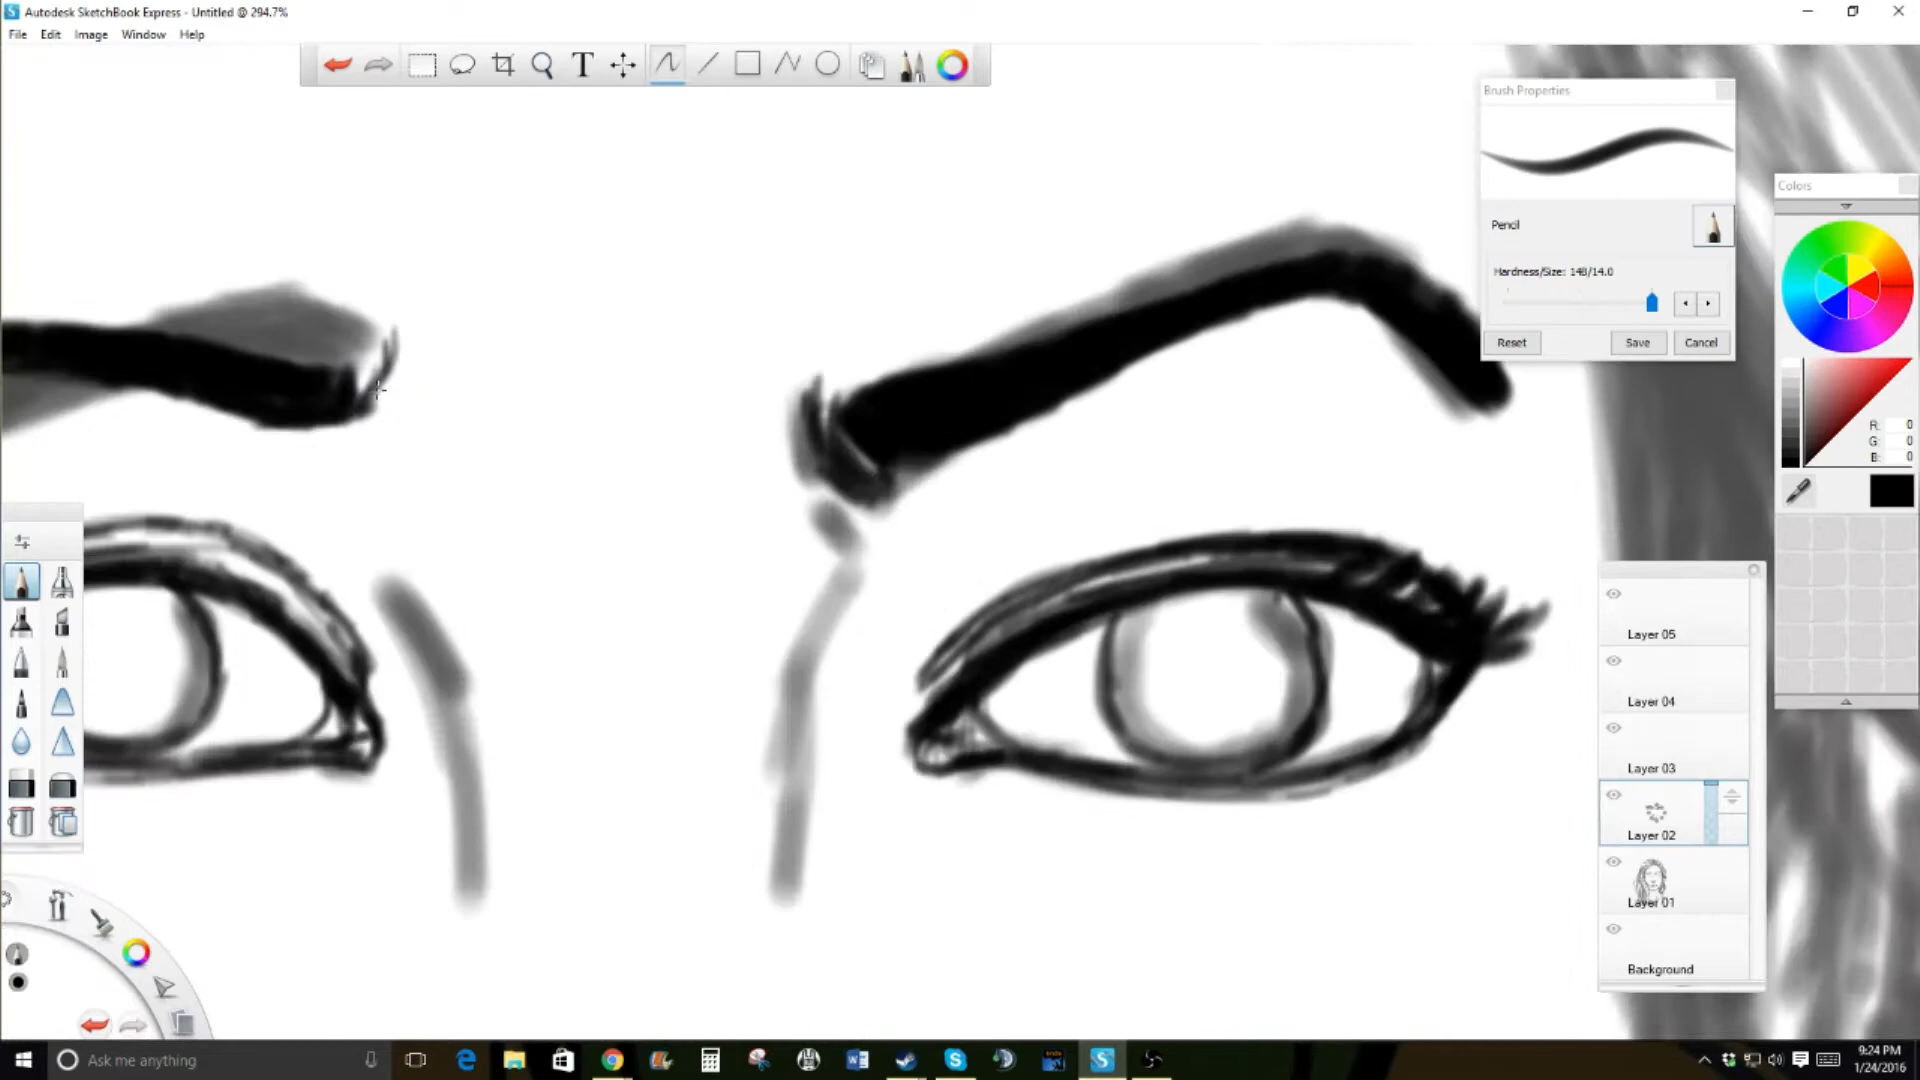 Autodesk SketchBook Express - Untitled @ 294.7%
File Edit Image Window Help
T
Brush Properties
Pencil
Hardness/Size: 14B/14.0
Reset Save Cancel
Colors
R: 0
G: 0
B: 0
Layer 05
Layer 04
Layer 03
Layer 02
Layer 01
Background
Ask me anything
9:24 PM
1/24/2016